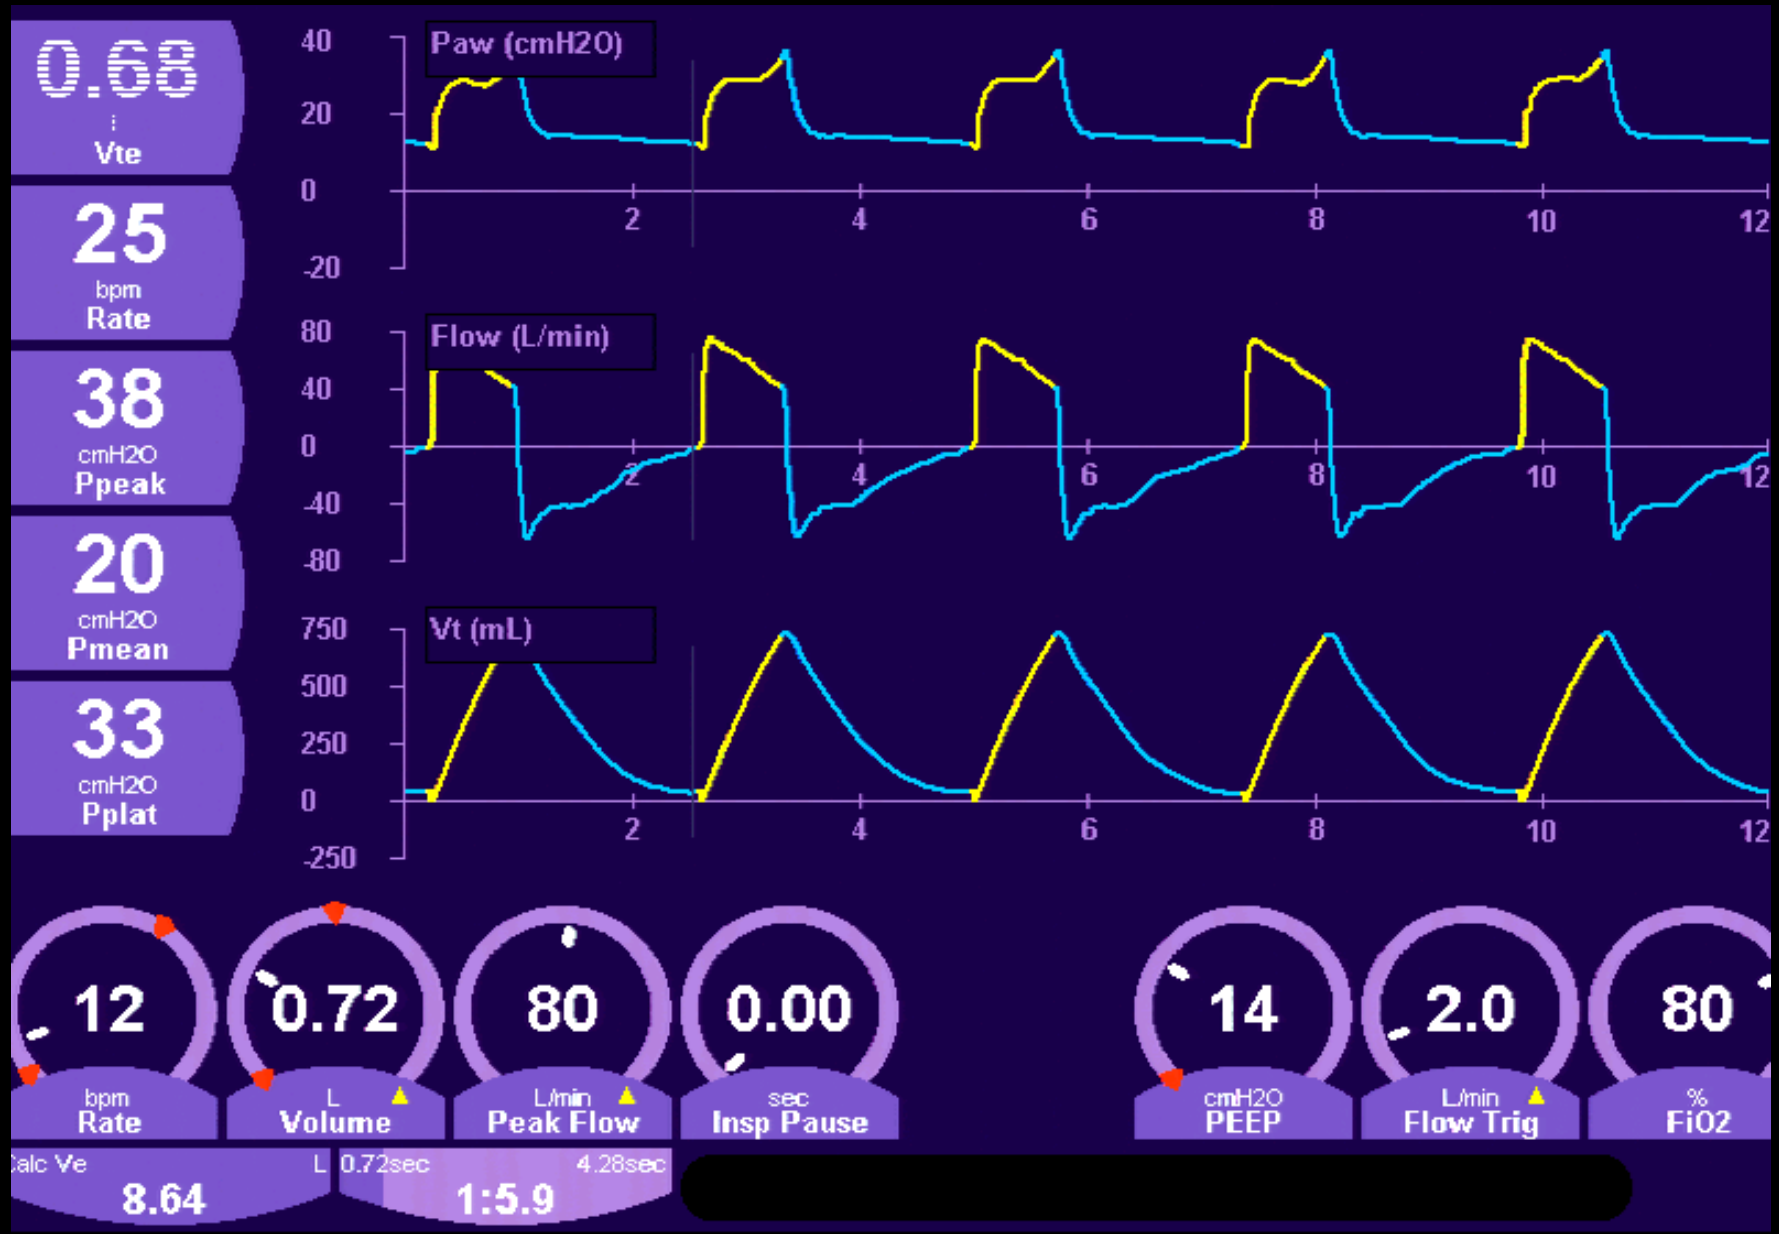 0.68
Vte
25
bpm
Rate
38
cmH2O
Ppeak
20
cmH2O
Pmean
33
cmH2O
Pplat
Paw (cmH2O)
40
20
0
-20
2 4 6 8 10 12
Flow (L/min)
80
40
0
-40
-80
2 4 6 8 10 12
Vt (mL)
750
500
250
0
-250
2 4 6 8 10 12
12
bpm
Rate
0.72
L
Volume
80
L/min
Peak Flow
0.00
sec
Insp Pause
14
cmH2O
PEEP
2.0
L/min
Flow Trig
80
%
FiO2
alc Ve L
8.64
0.72sec 4.28sec
1:5.9